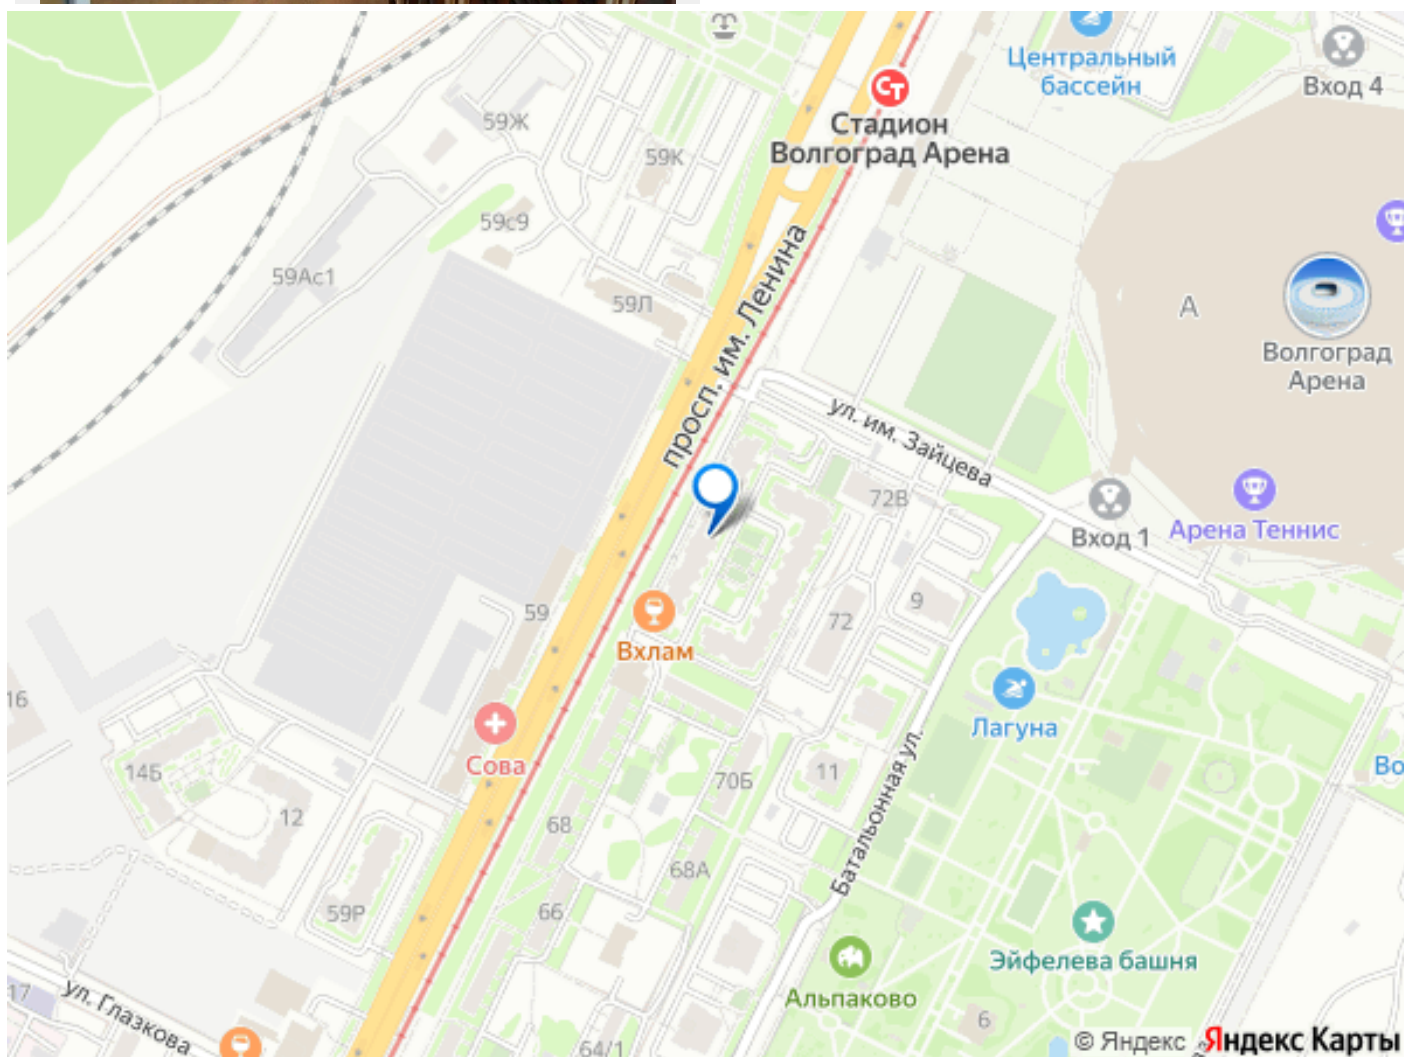 Центральный
бассейн
Вход 4
Ст
Стадион
Волгоград Арена
59Ж
59К
59с9
59Ас1
59Л
просп. им. Ленина
А
Волгоград
Арена
ул. им. Зайцева
72В
Вход 1
Арена Теннис
59
9
72
Вхлам
16
Лагуна
Сова
Во
14Б
11
70Б
12
68
Батальонная ул.
68А
59Р
66
Эйфелева башня
Альпаково
17
ул. Глазкова
6
64/1
© Яндекс Яндекс Карты